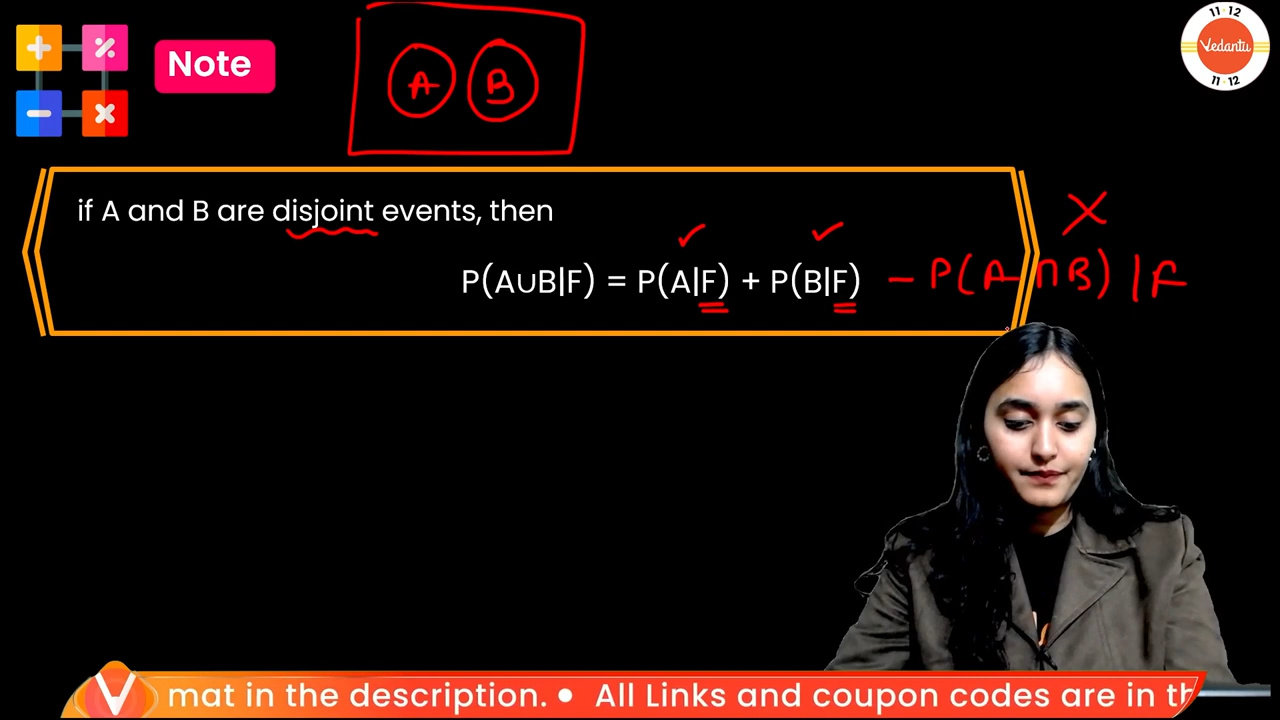 Note
A B
11-12
Vedantu
11-12
if A and B are disjoint events, then
P(A∪B|F) = P(A|F) + P(B|F) - P(A∩B) | F
mat in the description. • All Links and coupon codes are in th